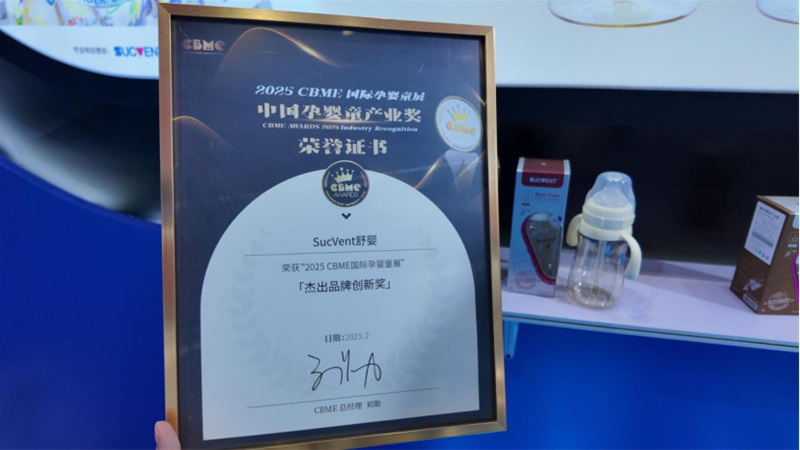 SUCVENT
CBME
2025 CBME 国际孕婴童展
中国孕婴童产业奖
CBME AWARDS 2025 Industry Recognition
荣誉证书
CBME
CBME
AWARDS
SucVent舒婴
荣获“2025 CBME国际孕婴童展”
「杰出品牌创新奖」
日期:2025.7
CBME 总经理 刘勤
SUCVENT